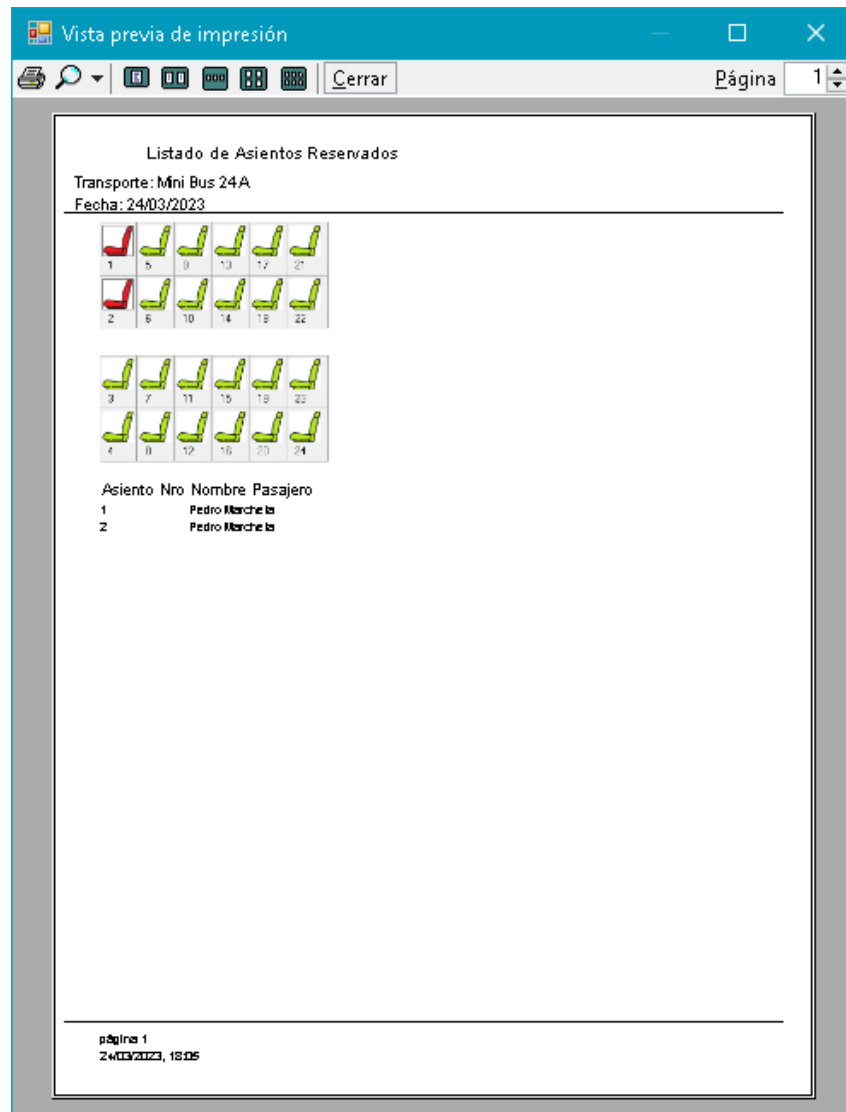 Vista previa de impresión
Cerrar Página 1
Listado de Asientos Reservados
Transporte: Mini Bus 24 A
Fecha: 24/03/2023
1 5 9 13 17 21
2 6 10 14 18 22
3 7 11 15 19 23
4 8 12 16 20 24
Asiento Nro Nombre Pasajero
1 Pedro Marchela
2 Pedro Marchela
página 1
24/03/2023, 18:05